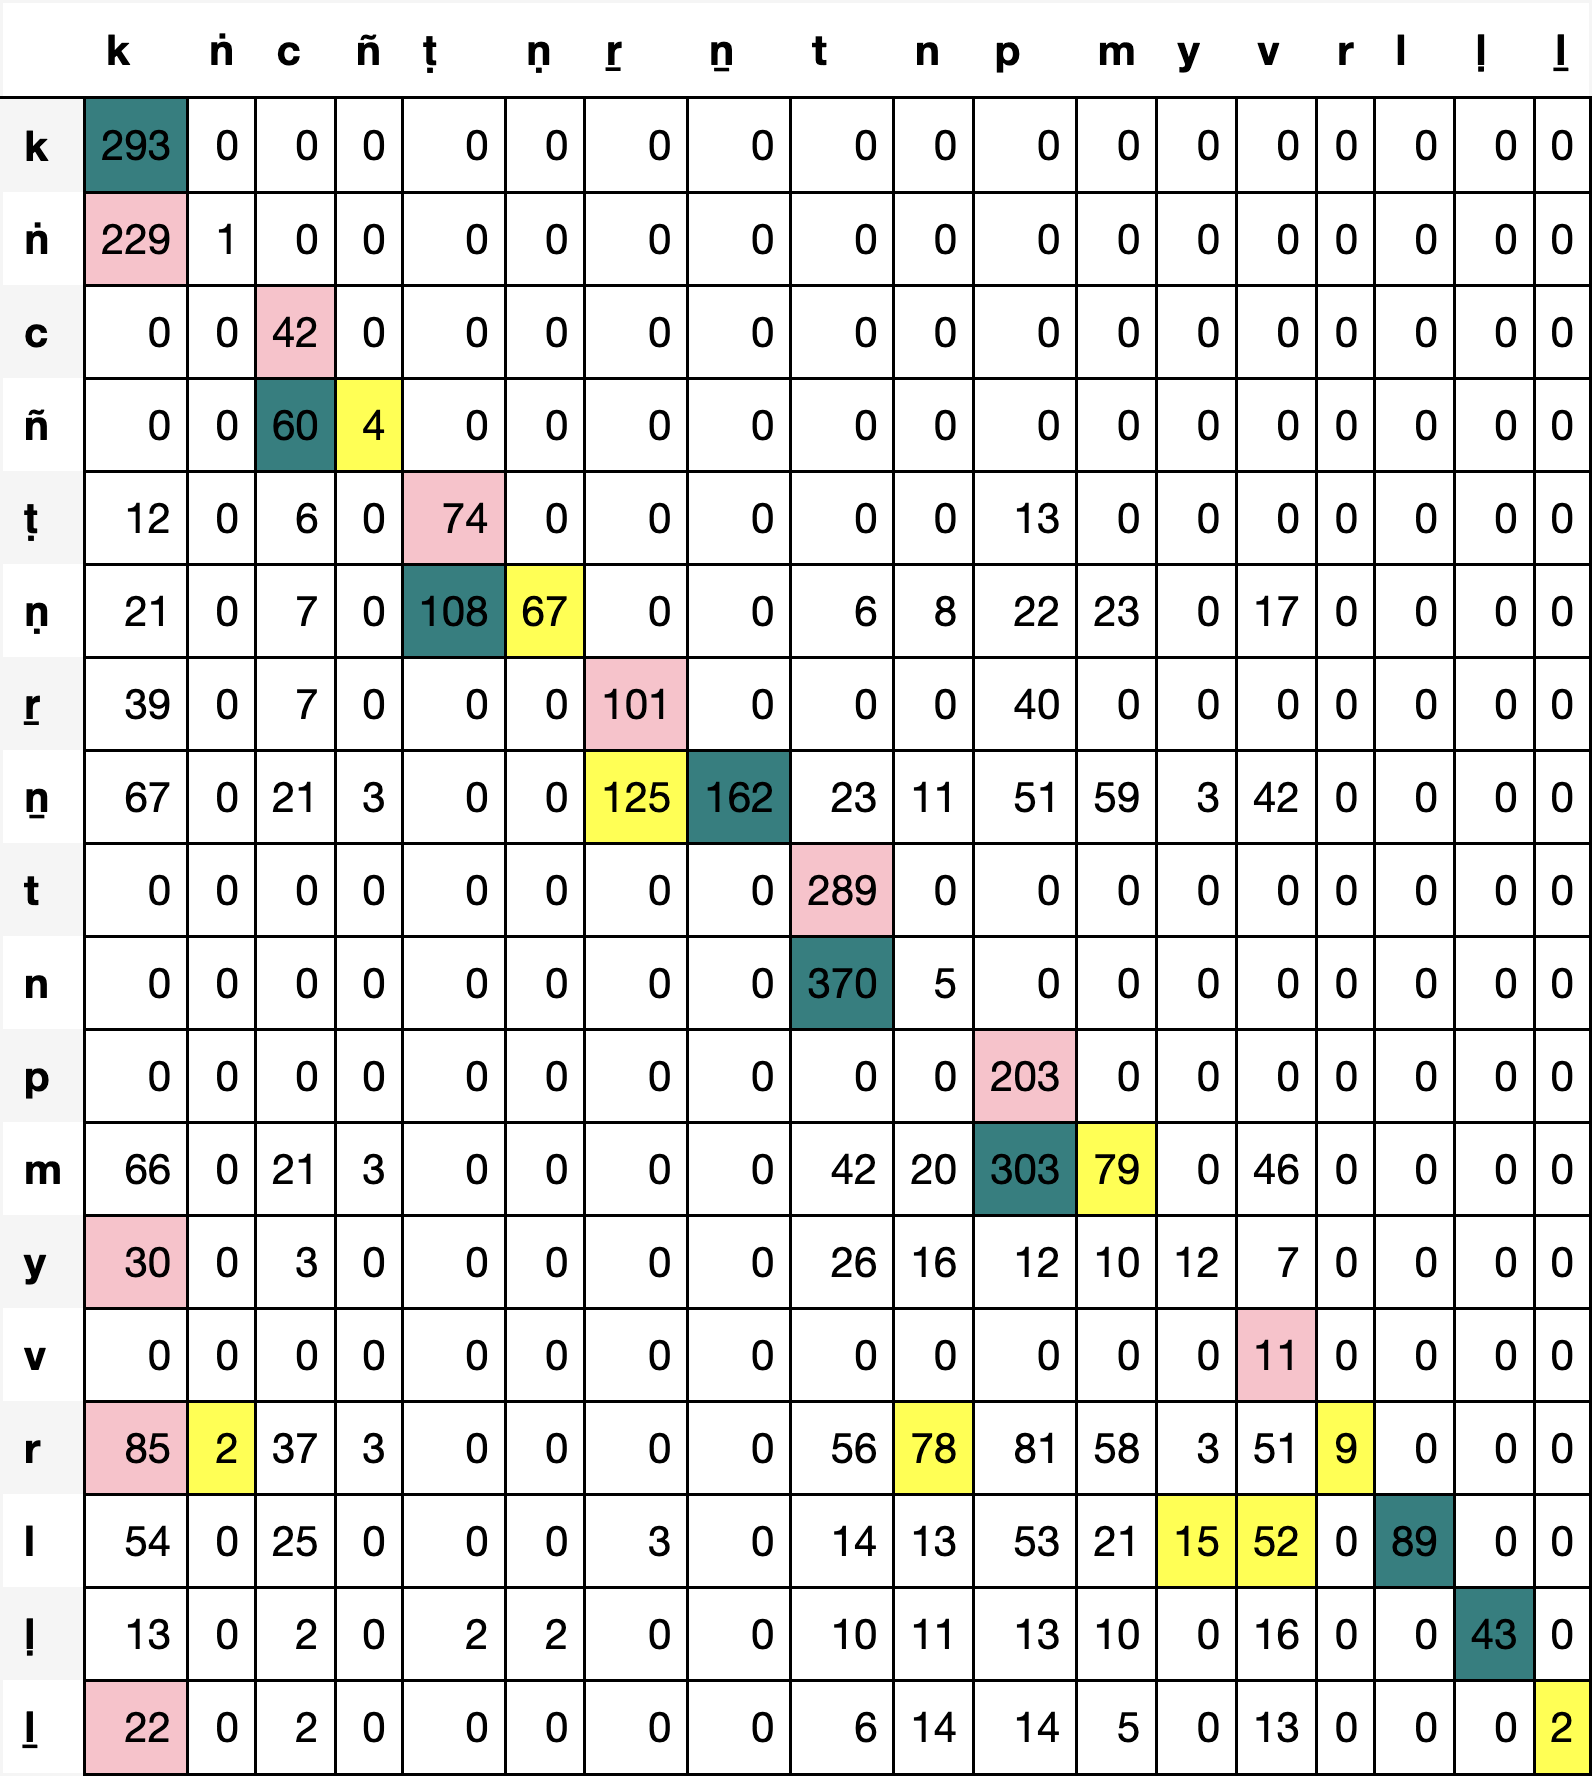 k ṅ c ñ ṭ ṇ ṟ ṉ t n p m y v r l ḷ ḻ
k 293 0 0 0 0 0 0 0 0 0 0 0 0 0 0 0 0 0
ṅ 229 1 0 0 0 0 0 0 0 0 0 0 0 0 0 0 0 0
c 0 0 42 0 0 0 0 0 0 0 0 0 0 0 0 0 0 0
ñ 0 0 60 4 0 0 0 0 0 0 0 0 0 0 0 0 0 0
ṭ 12 0 6 0 74 0 0 0 0 0 13 0 0 0 0 0 0 0
ṇ 21 0 7 0 108 67 0 0 6 8 22 23 0 17 0 0 0 0
ṟ 39 0 7 0 0 0 101 0 0 0 40 0 0 0 0 0 0 0
ṉ 67 0 21 3 0 0 125 162 23 11 51 59 3 42 0 0 0 0
t 0 0 0 0 0 0 0 0 289 0 0 0 0 0 0 0 0 0
n 0 0 0 0 0 0 0 0 370 5 0 0 0 0 0 0 0 0
p 0 0 0 0 0 0 0 0 0 0 203 0 0 0 0 0 0 0
m 66 0 21 3 0 0 0 0 42 20 303 79 0 46 0 0 0 0
y 30 0 3 0 0 0 0 0 26 16 12 10 12 7 0 0 0 0
v 0 0 0 0 0 0 0 0 0 0 0 0 0 11 0 0 0 0
r 85 2 37 3 0 0 0 0 56 78 81 58 3 51 9 0 0 0
l 54 0 25 0 0 0 3 0 14 13 53 21 15 52 0 89 0 0
ḷ 13 0 2 0 2 2 0 0 10 11 13 10 0 16 0 0 43 0
ḻ 22 0 2 0 0 0 0 0 6 14 14 5 0 13 0 0 0 2